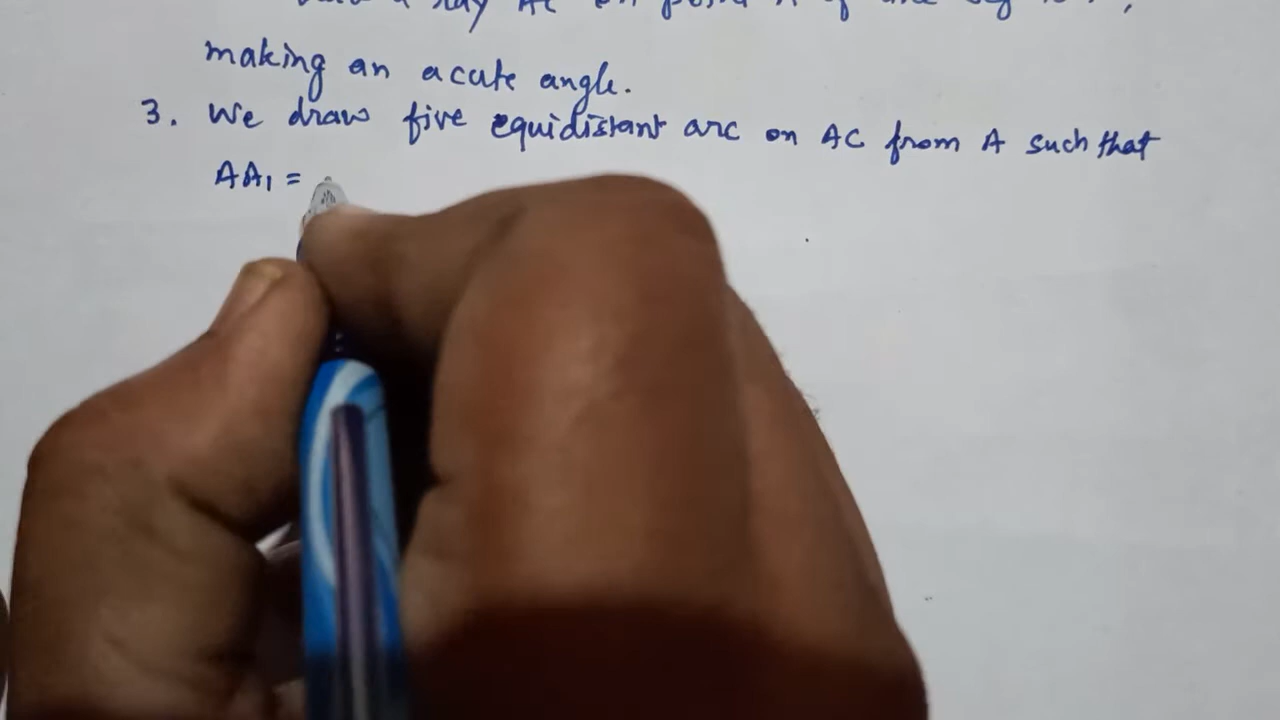 making an acute angle.
3. We draw five equidistant arc on AC from A such that
AA₁ =